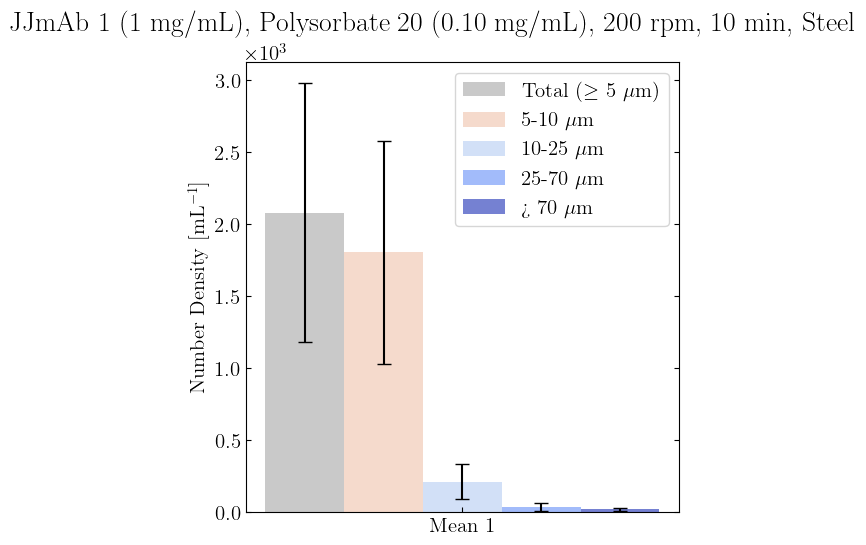 JJmAb 1 (1 mg/mL), Polysorbate 20 (0.10 mg/mL), 200 rpm, 10 min, Steel
×10³
3.0
2.5
2.0
1.5
1.0
0.5
0.0
Number Density [mL⁻¹]
Total (≥ 5 μm)
5-10 μm
10-25 μm
25-70 μm
¿ 70 μm
Mean 1